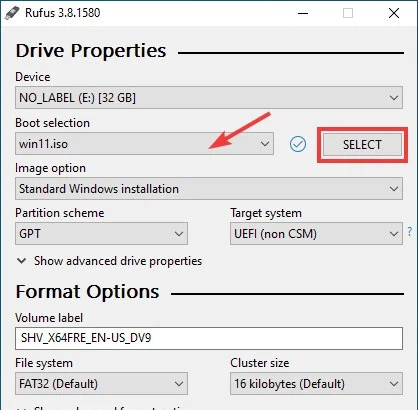 Rufus 3.8.1580
Drive Properties
Device
NO_LABEL (E:) [32 GB]
Boot selection
win11.iso
SELECT
Image option
Standard Windows installation
Partition scheme Target system
GPT UEFI (non CSM) ?
Show advanced drive properties
Format Options
Volume label
SHV_X64FRE_EN-US_DV9
File system Cluster size
FAT32 (Default) 16 kilobytes (Default)